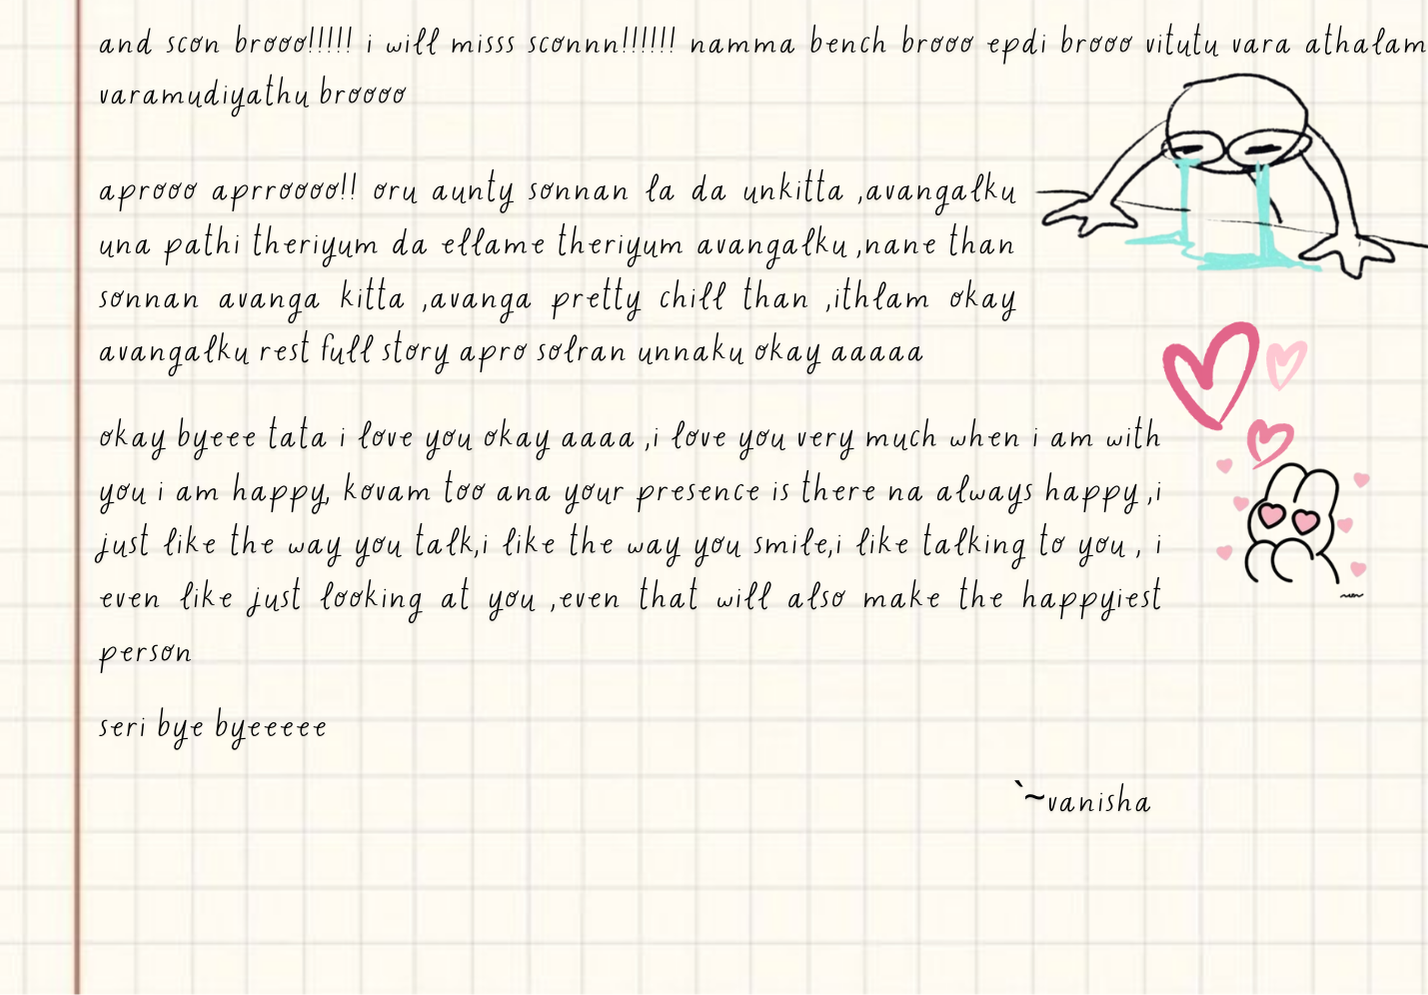 and scon brooo!!!!! i will misss sconnn!!!!!! namma bench brooo epdi brooo vitutu vara athalam
varamudiyathu broooo
aprooo aprroooo!! oru aunty sonnan la da unkitta ,avangalku
una pathi theriyum da ellame theriyum avangalku ,nane than
sonnan avanga kitta ,avanga pretty chill than ,ithlam okay
avangalku rest full story apro solran unnaku okay aaaaa
okay byeee tata i love you okay aaaa ,i love you very much when i am with
you i am happy, kovam too ana your presence is there na always happy ,i
just like the way you talk,i like the way you smile,i like talking to you , i
even like just looking at you ,even that will also make the happyiest
person
seri bye byeeeee
`~vanisha